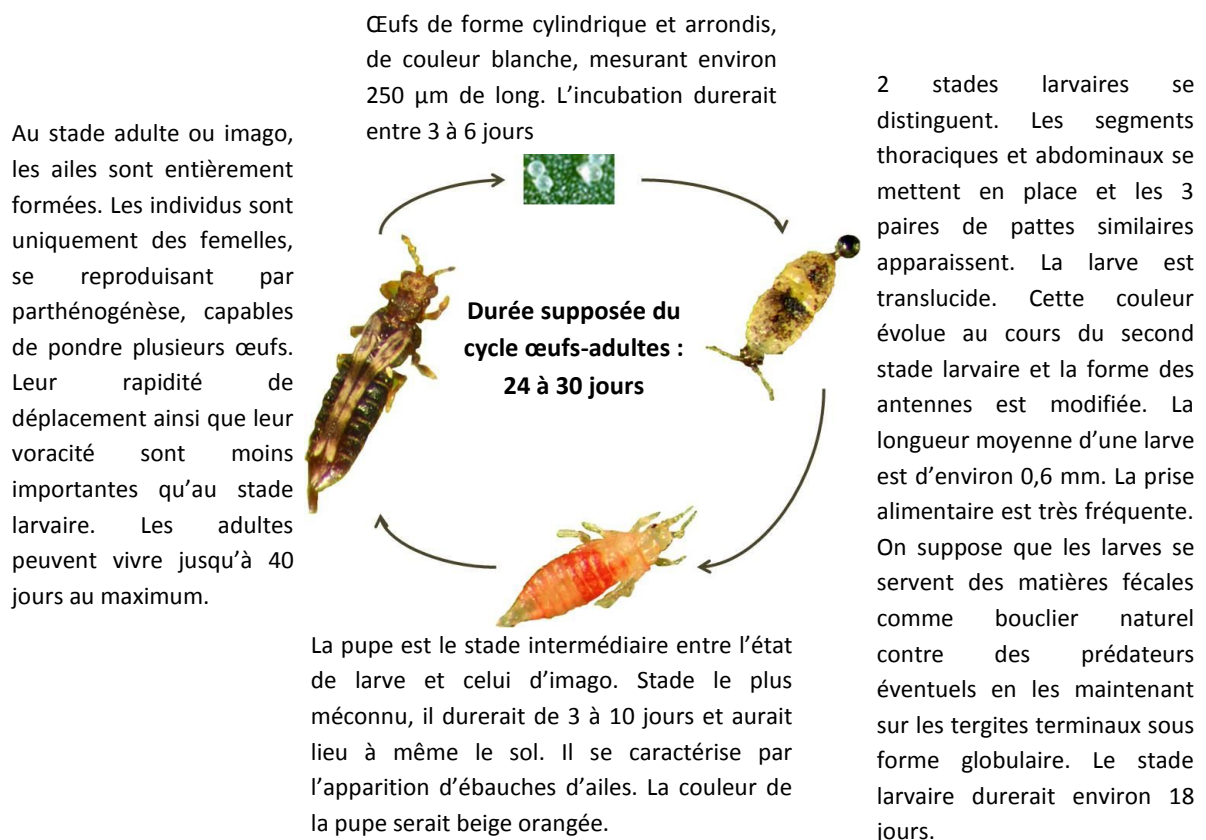 Œufs de forme cylindrique et arrondis,
de couleur blanche, mesurant environ
250 µm de long. L’incubation durerait
entre 3 à 6 jours
2 stades larvaires se
distinguent. Les segments
thoraciques et abdominaux se
mettent en place et les 3
paires de pattes similaires
apparaissent. La larve est
translucide. Cette couleur
évolue au cours du second
stade larvaire et la forme des
antennes est modifiée. La
longueur moyenne d’une larve
est d’environ 0,6 mm. La prise
alimentaire est très fréquente.
On suppose que les larves se
servent des matières fécales
comme bouclier naturel
contre des prédateurs
éventuels en les maintenant
sur les tergites terminaux sous
forme globulaire. Le stade
larvaire durerait environ 18
jours.
Au stade adulte ou imago,
les ailes sont entièrement
formées. Les individus sont
uniquement des femelles,
se reproduisant par
parthénogénèse, capables
de pondre plusieurs œufs.
Leur rapidité de
déplacement ainsi que leur
voracité sont moins
importantes qu’au stade
larvaire. Les adultes
peuvent vivre jusqu’à 40
jours au maximum.
Durée supposée du
cycle œufs-adultes :
24 à 30 jours
La pupe est le stade intermédiaire entre l’état
de larve et celui d’imago. Stade le plus
méconnu, il durerait de 3 à 10 jours et aurait
lieu à même le sol. Il se caractérise par
l’apparition d’ébauches d’ailes. La couleur de
la pupe serait beige orangée.